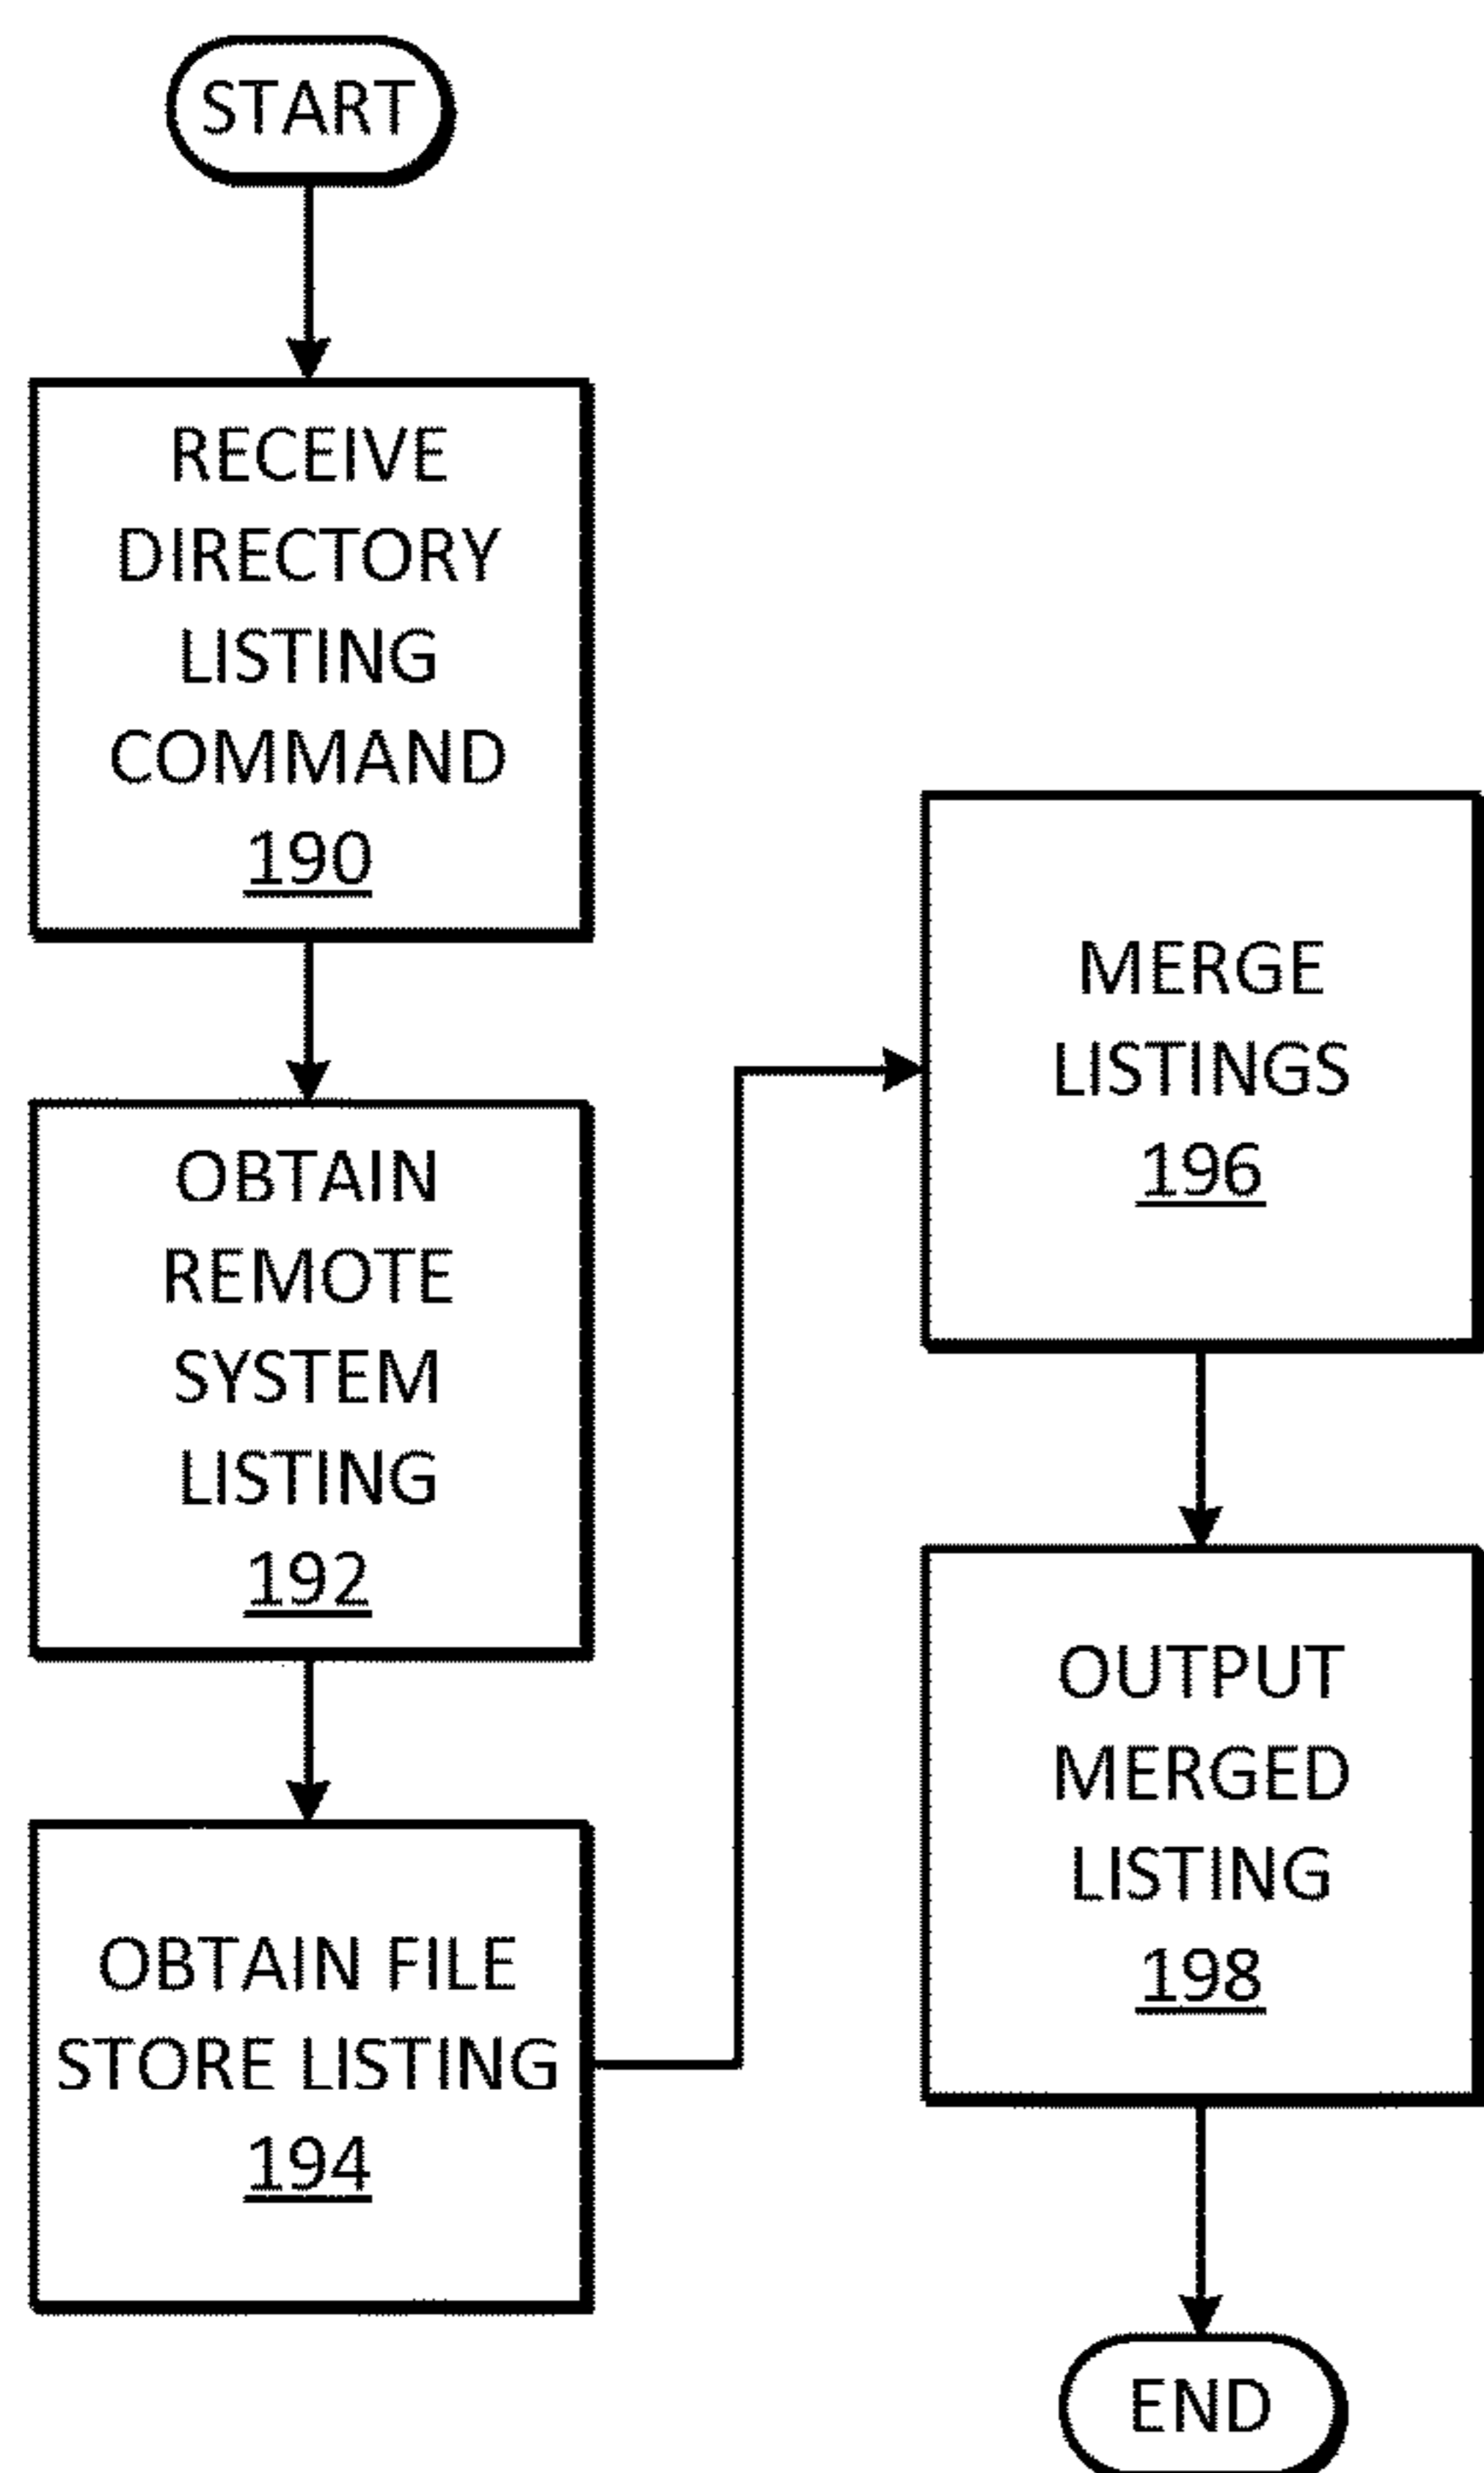 START
RECEIVE
DIRECTORY
LISTING
COMMAND
190
OBTAIN
REMOTE
SYSTEM
LISTING
192
OBTAIN FILE
STORE LISTING
194
MERGE
LISTINGS
196
OUTPUT
MERGED
LISTING
198
END